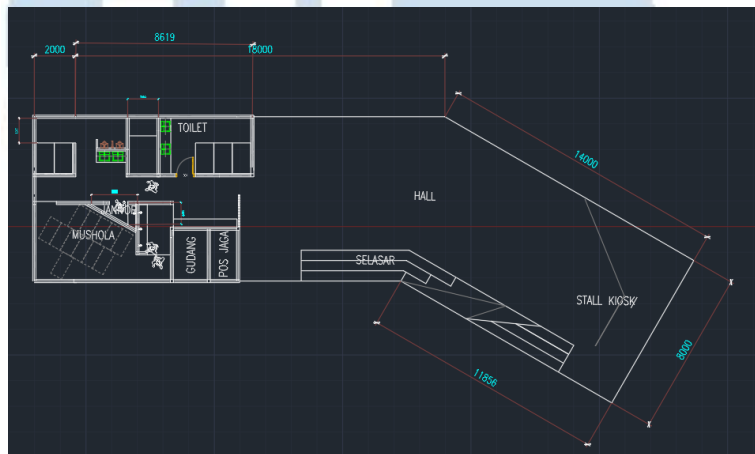 8619
2000
18000
TOILET
14000
HALL
MUSHOLA
GUDANG
POS JAGA
SELASAR
STALL KIOSK
11856
8000